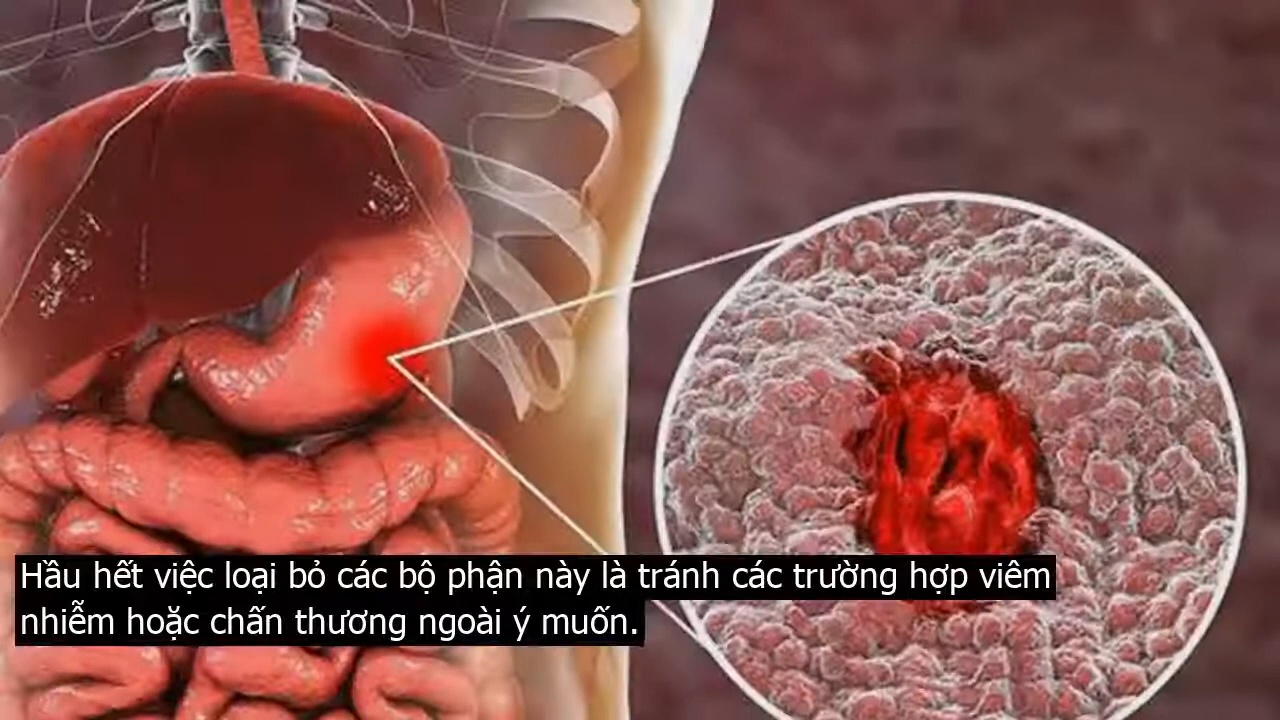 Hầu hết việc loại bỏ các bộ phận này là tránh các trường hợp viêm
nhiễm hoặc chấn thương ngoài ý muốn.